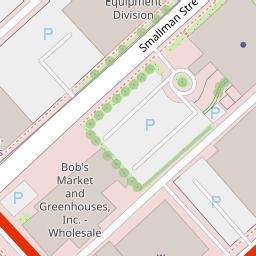 Equipment
Division
Smallman Stre
P
P
P
P
P
P
Bob's
Market
and
Greenhouses,
Inc. -
Wholesale